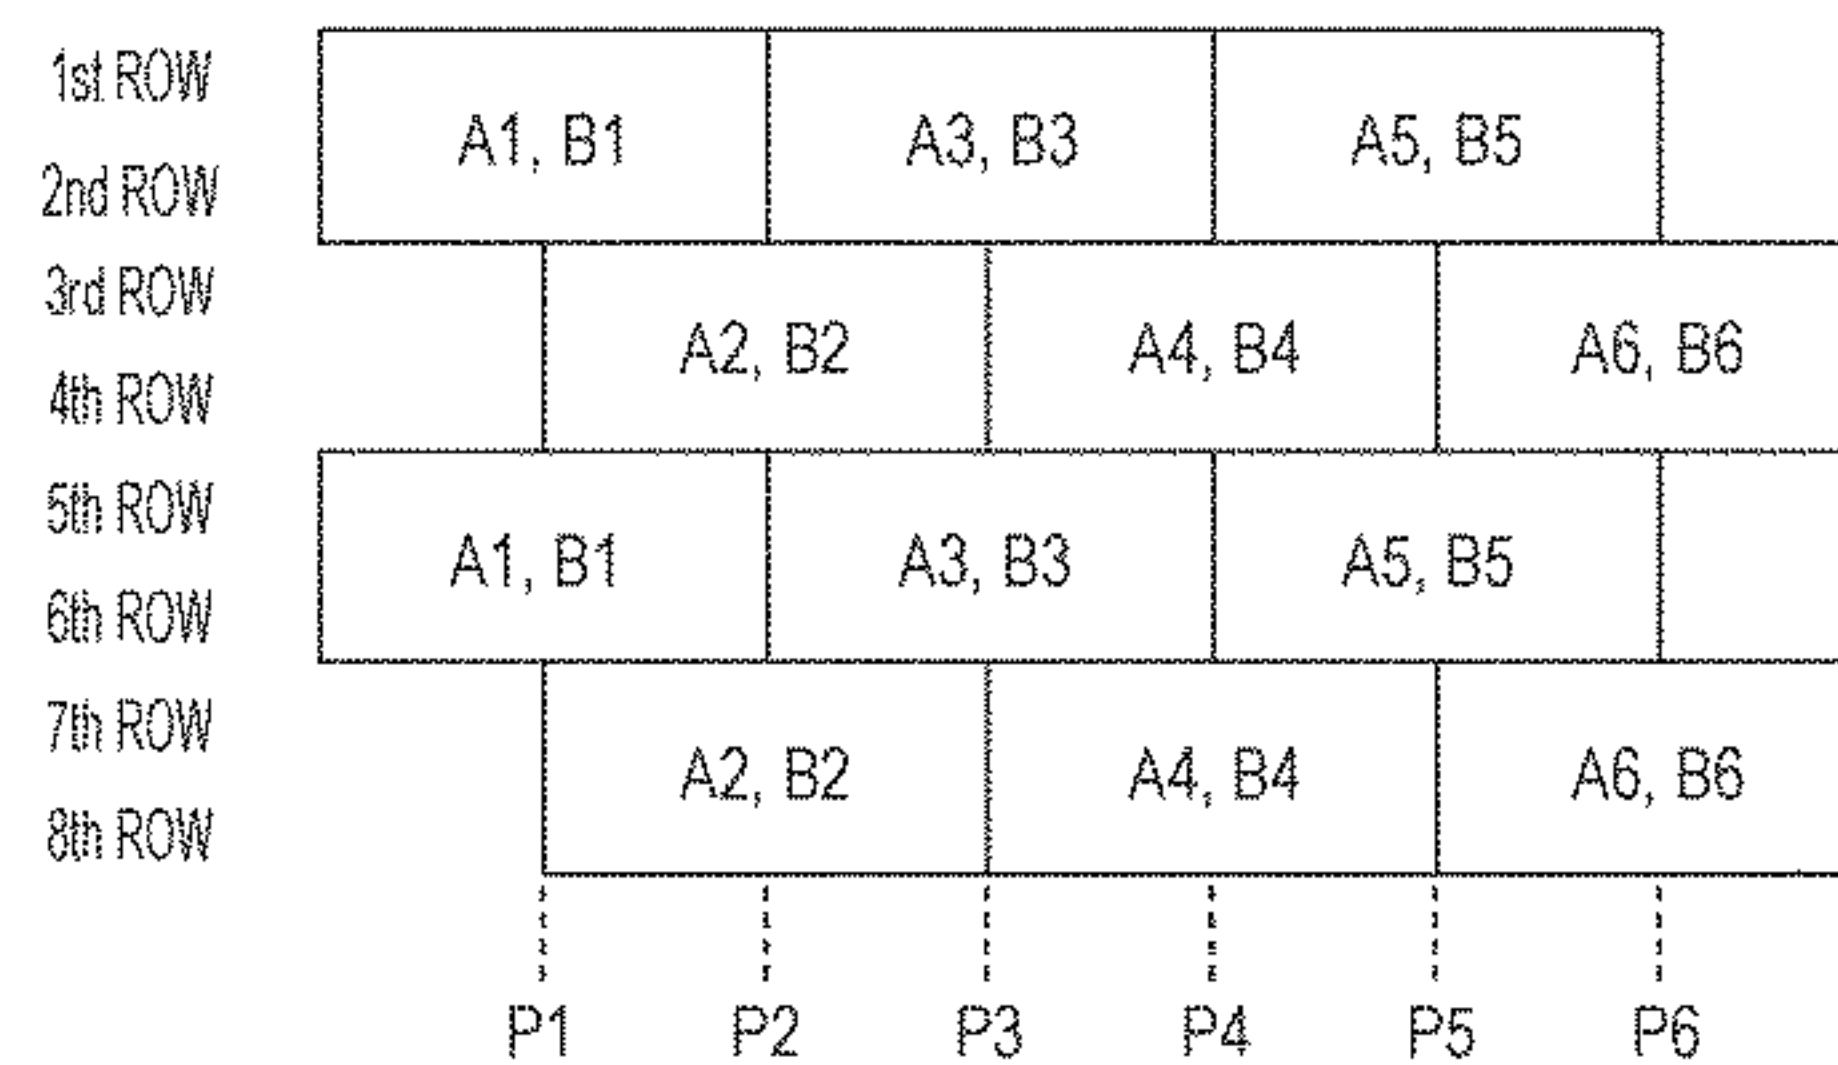 1st ROW
A1, B1 A3, B3 A5, B5
2nd ROW
3rd ROW
A2, B2 A4, B4 A6, B6
4th ROW
5th ROW
A1, B1 A3, B3 A5, B5
6th ROW
7th ROW
A2, B2 A4, B4 A6, B6
8th ROW
P1 P2 P3 P4 P5 P6